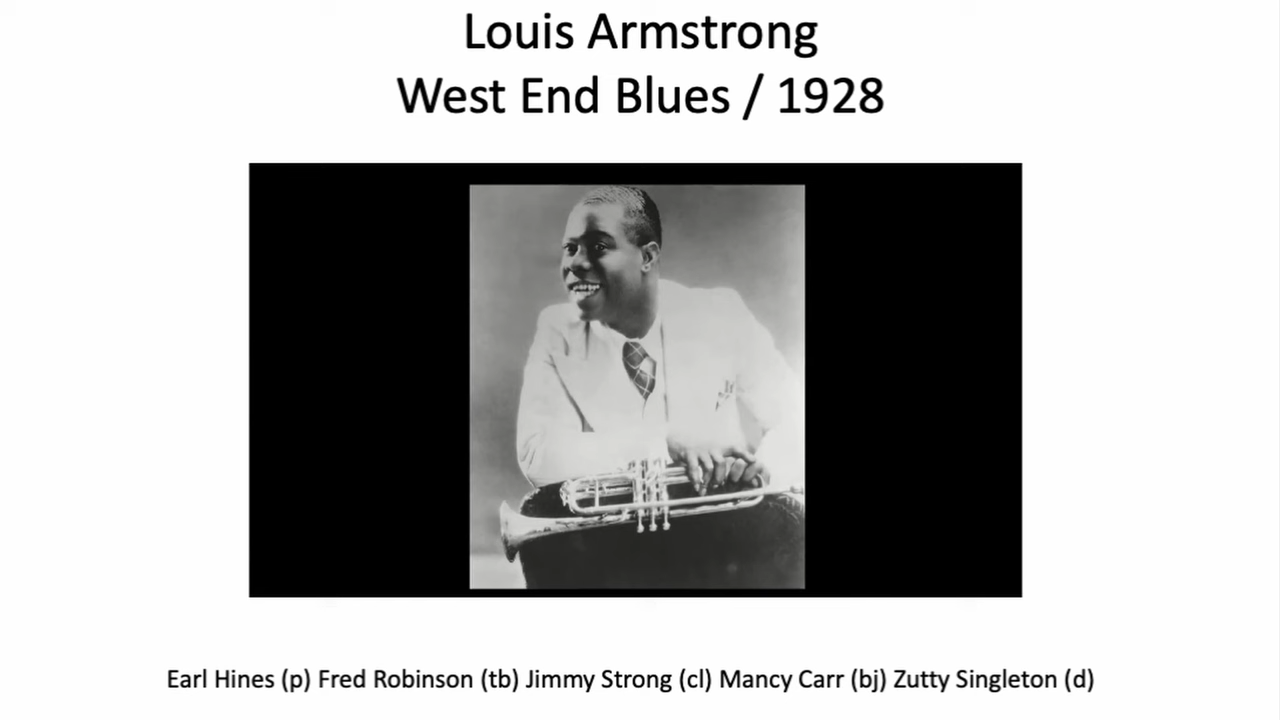 Louis Armstrong
West End Blues / 1928
Earl Hines (p) Fred Robinson (tb) Jimmy Strong (cl) Mancy Carr (bj) Zutty Singleton (d)